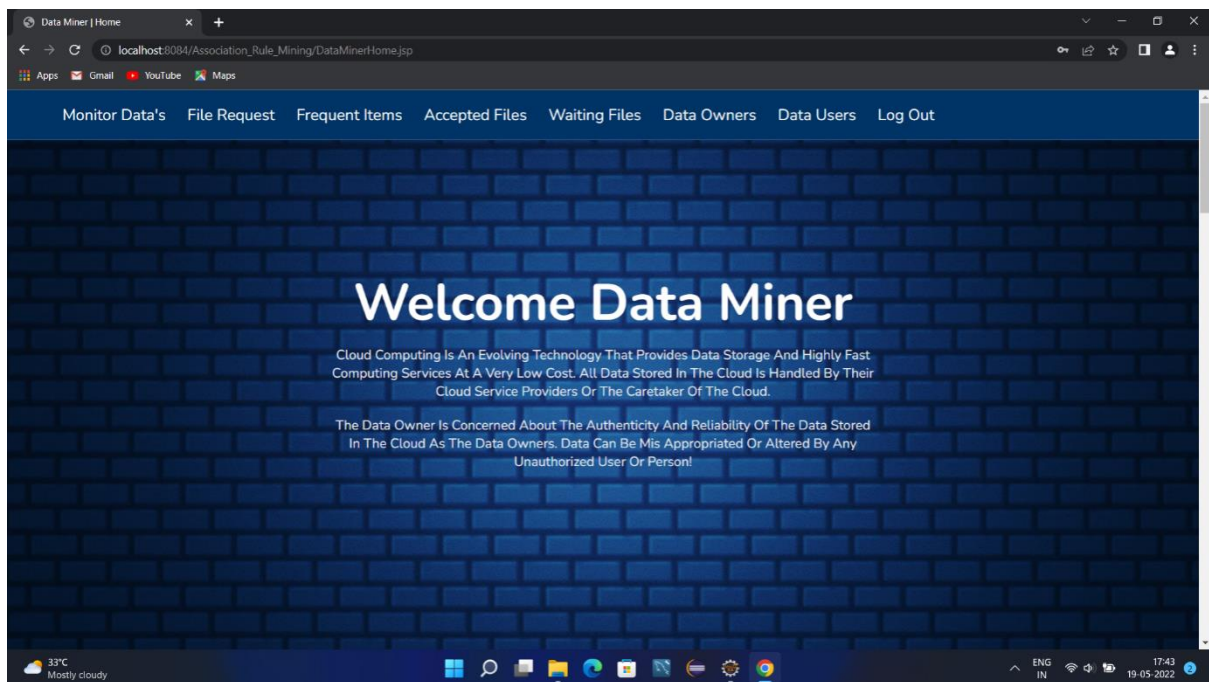 Data Miner | Home
localhost:8084/Association_Rule_Mining/DataMinerHome.jsp
Apps Gmail YouTube Maps
Monitor Data's File Request Frequent Items Accepted Files Waiting Files Data Owners Data Users Log Out
Welcome Data Miner
Cloud Computing Is An Evolving Technology That Provides Data Storage And Highly Fast
Computing Services At A Very Low Cost. All Data Stored In The Cloud Is Handled By Their
Cloud Service Providers Or The Caretaker Of The Cloud.
The Data Owner Is Concerned About The Authenticity And Reliability Of The Data Stored
In The Cloud As The Data Owners. Data Can Be Mis Appropriated Or Altered By Any
Unauthorized User Or Person!
33°C
Mostly cloudy
ENG
IN
17:43
19-05-2022
2